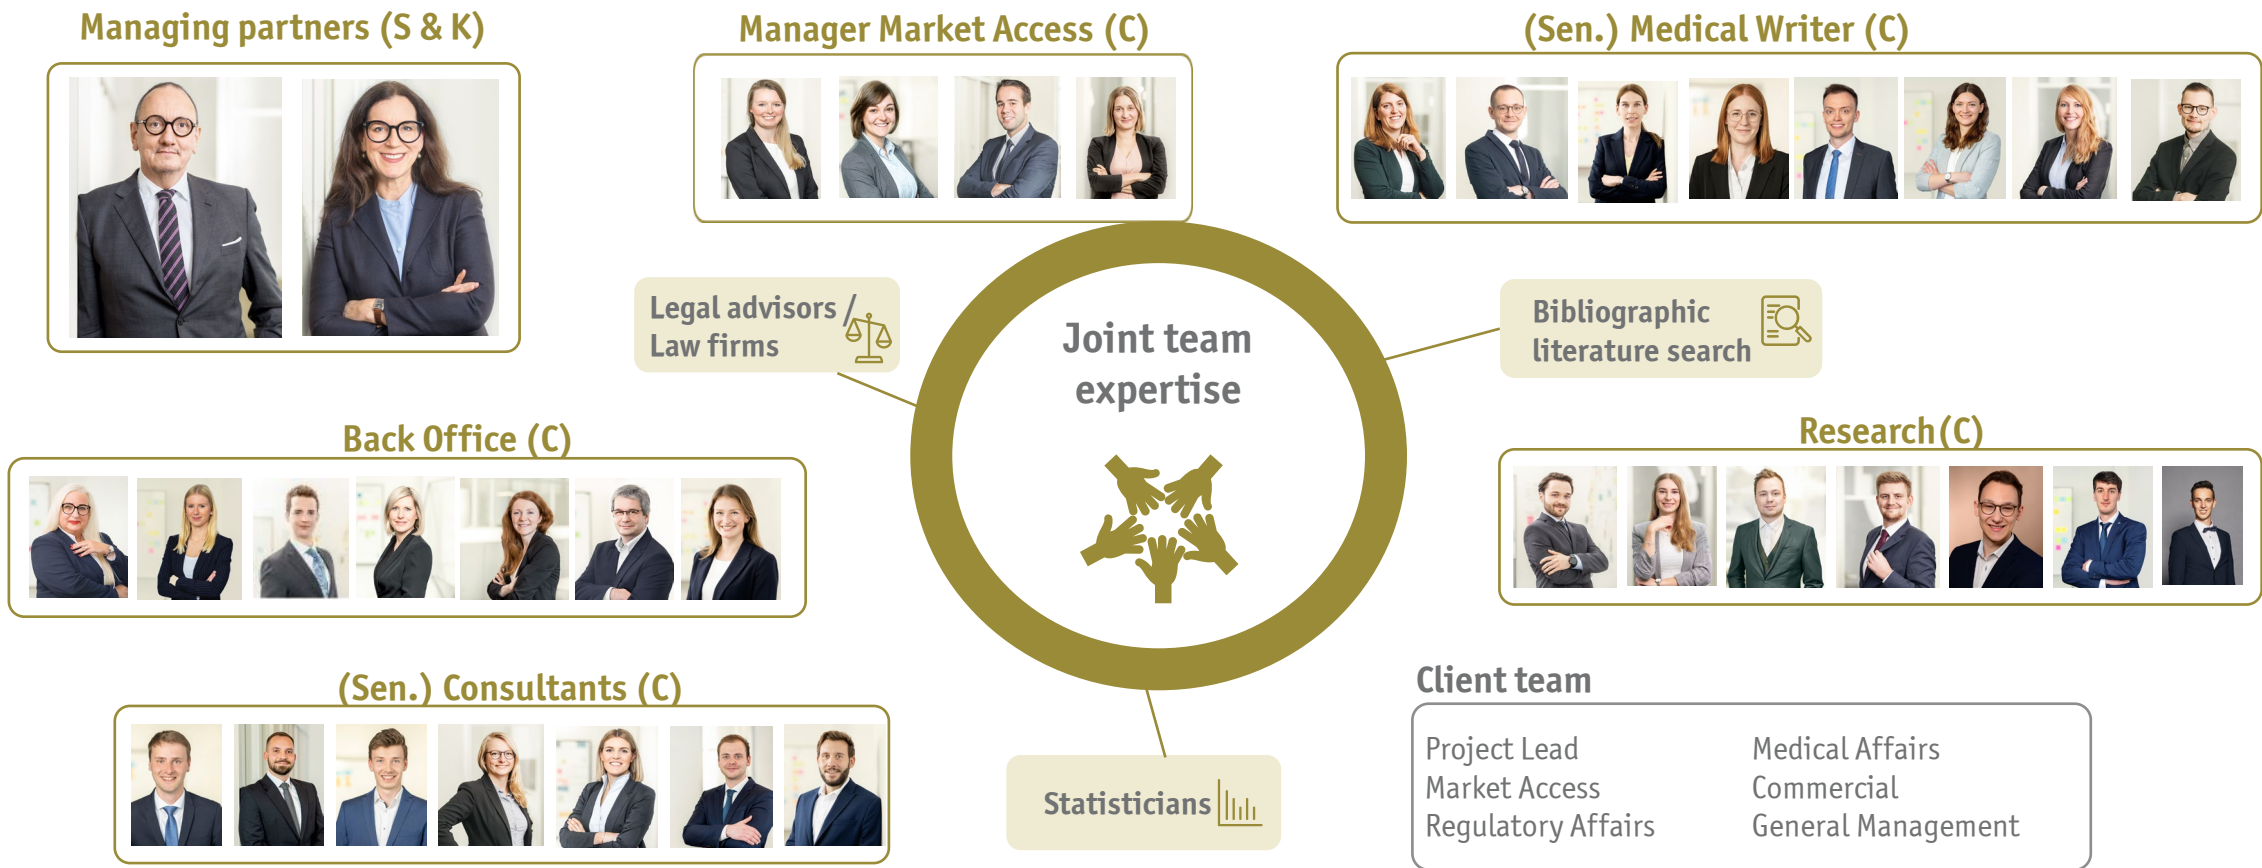 Managing partners (S & K)
Manager Market Access (C)
(Sen.) Medical Writer (C)
Legal advisors /
Law firms
Joint team
expertise
Bibliographic
literature search
Back Office (C)
Research(C)
(Sen.) Consultants (C)
Statisticians
Client team
Project Lead
Market Access
Regulatory Affairs
Medical Affairs
Commercial
General Management